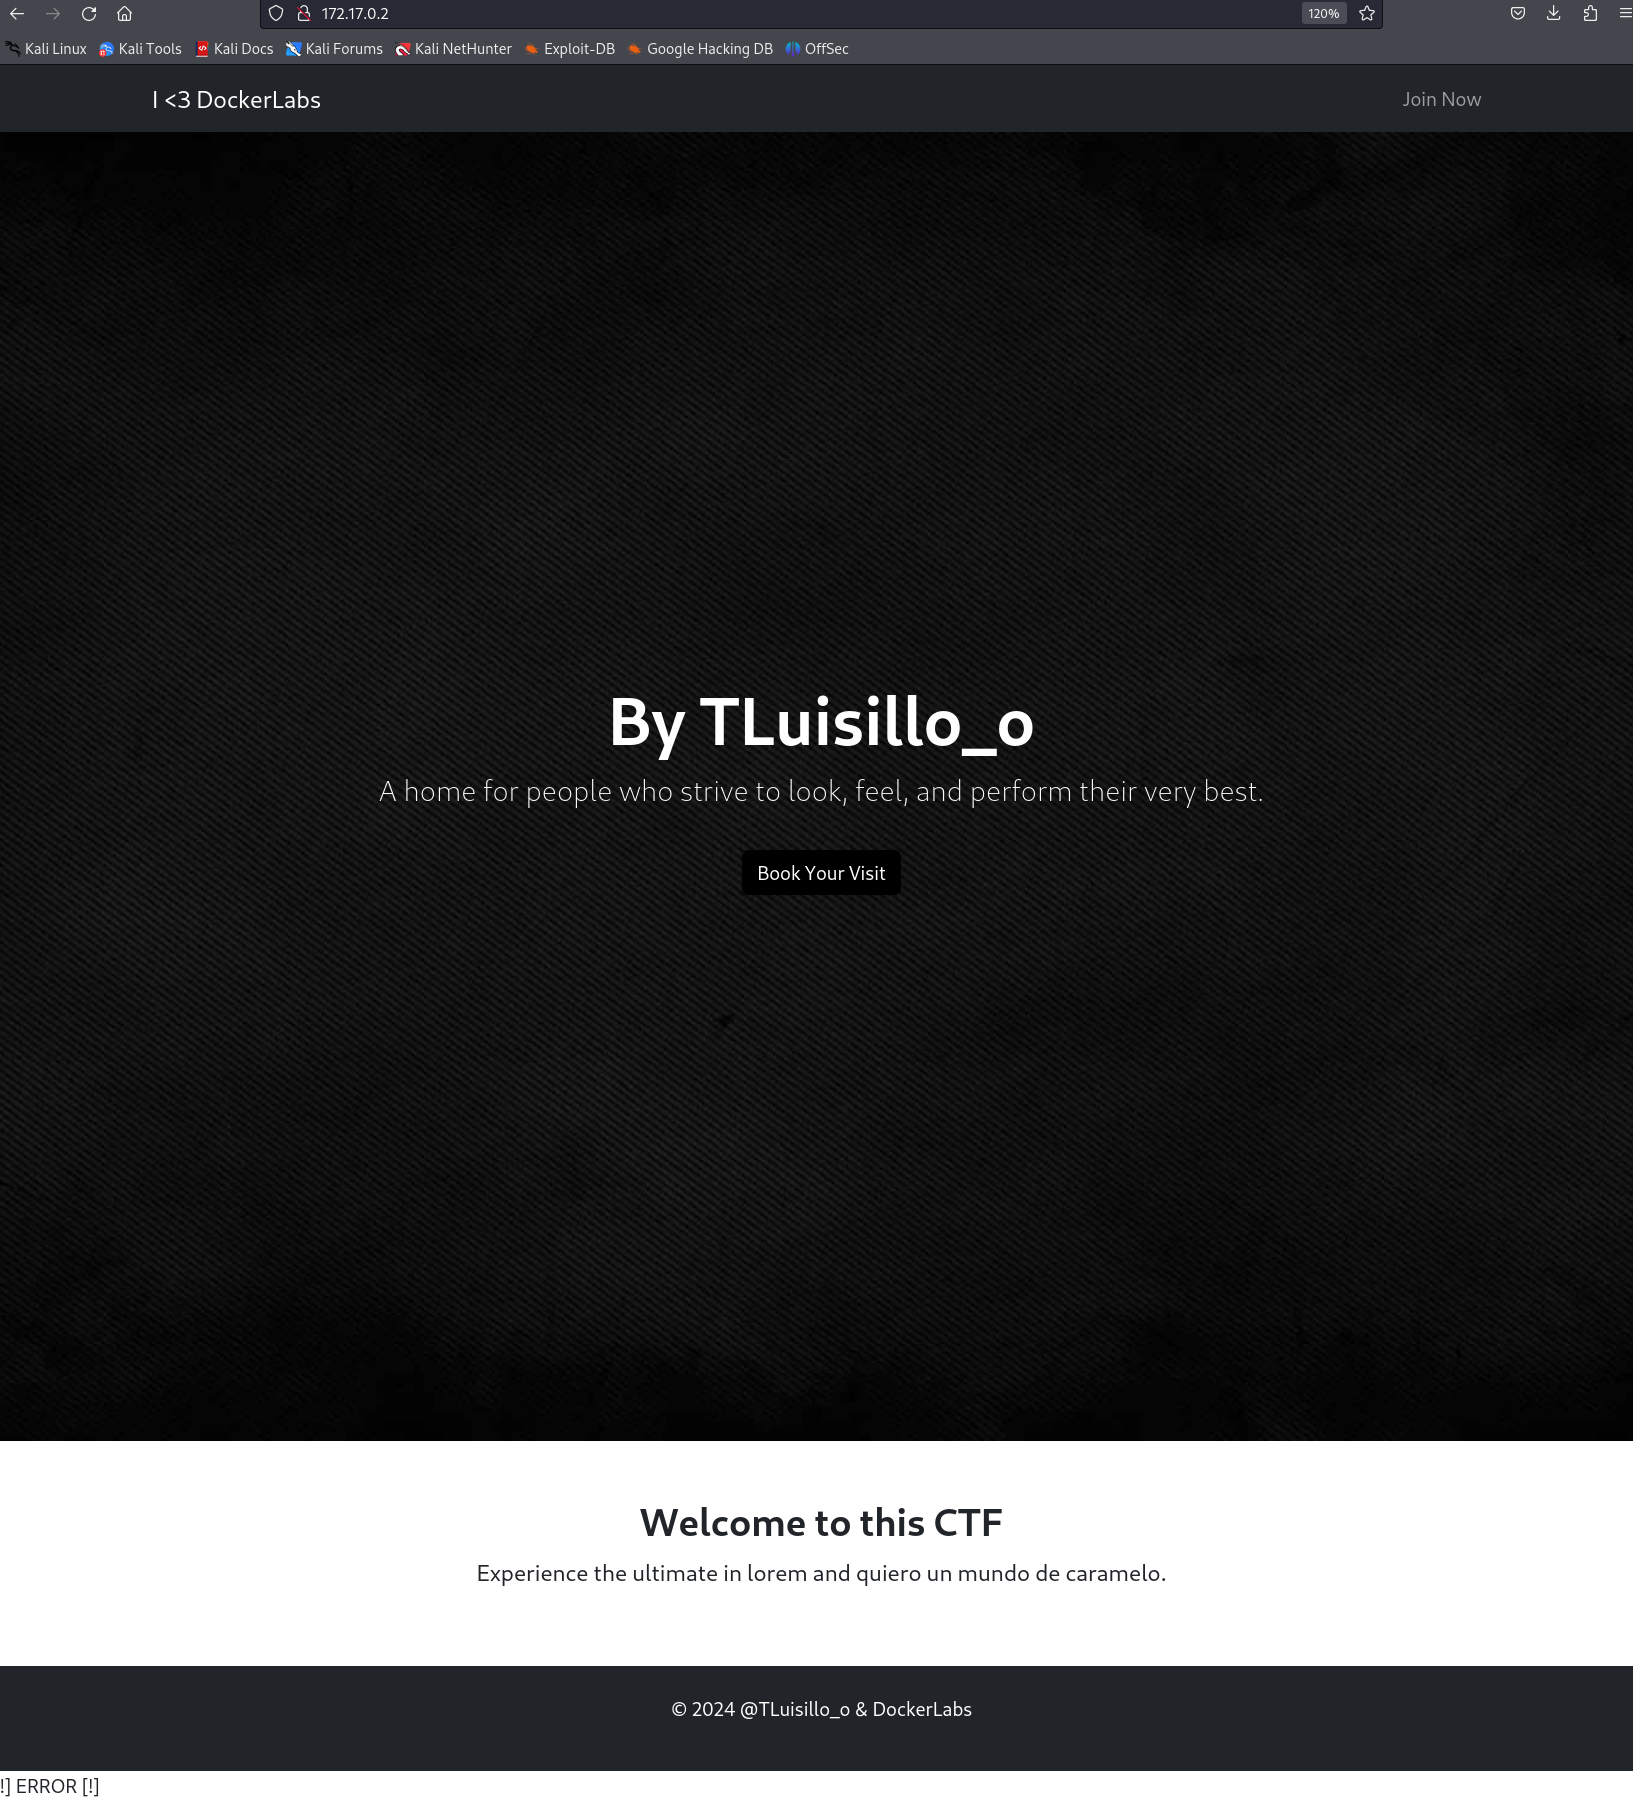 172.17.0.2
120%
Kali Linux Kali Tools Kali Docs Kali Forums Kali NetHunter Exploit-DB Google Hacking DB OffSec
I <3 DockerLabs
Join Now
By TLuisillo_o
A home for people who strive to look, feel, and perform their very best.
Book Your Visit
Welcome to this CTF
Experience the ultimate in lorem and quiero un mundo de caramelo.
© 2024 @TLuisillo_o & DockerLabs
!] ERROR [!]